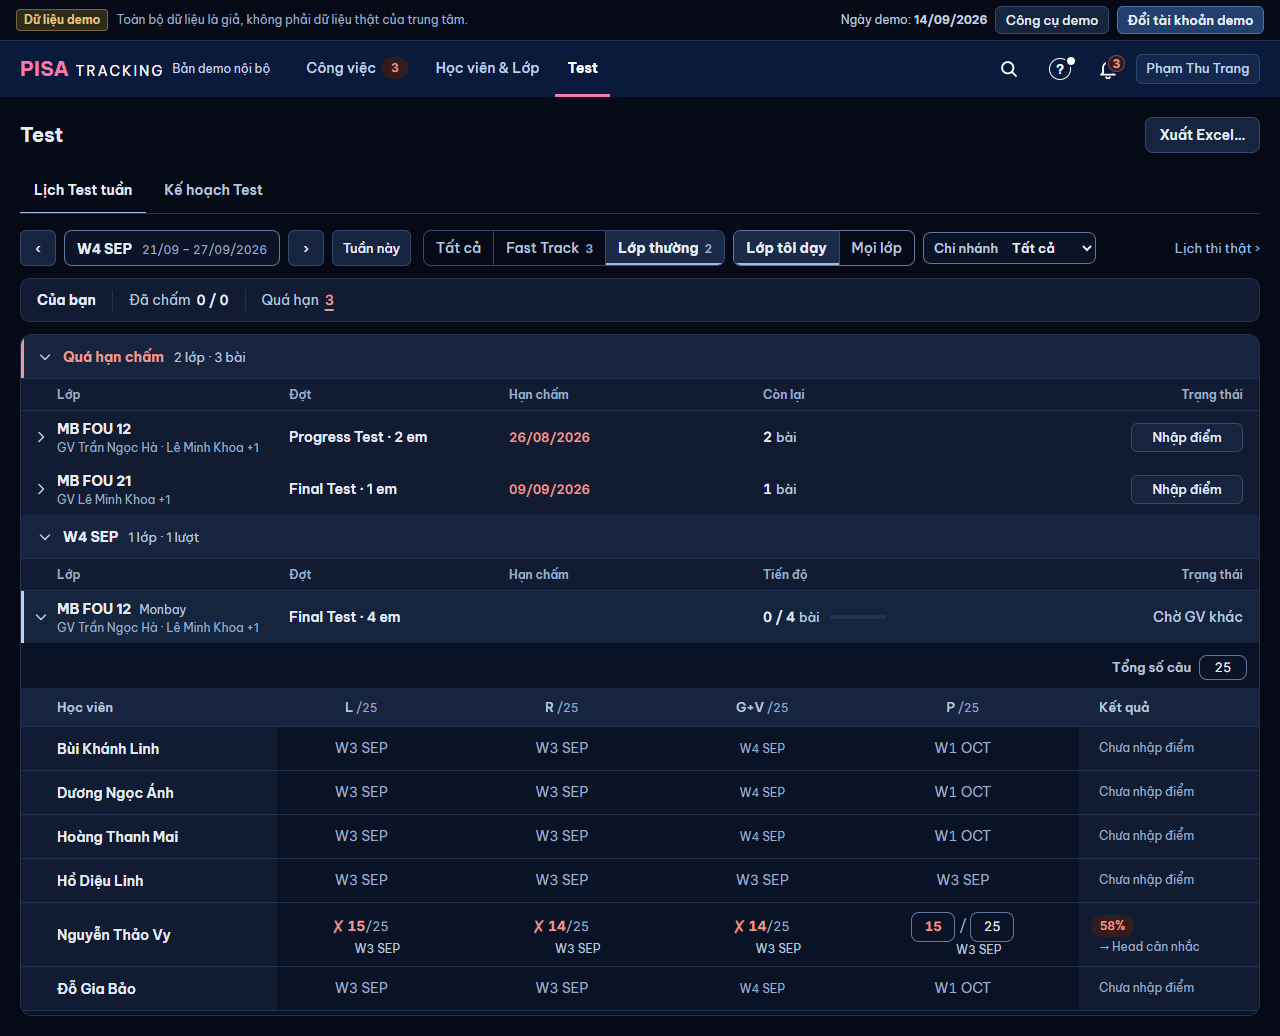 Dữ liệu demo Toàn bộ dữ liệu là giả, không phải dữ liệu thật của trung tâm. Ngày demo: 14/09/2026 Công cụ demo Đổi tài khoản demo
PISA TRACKING Bản demo nội bộ Công việc 3 Học viên & Lớp Test ? 3 Phạm Thu Trang
Test Xuất Excel...
Lịch Test tuần Kế hoạch Test
‹ W4 SEP 21/09 – 27/09/2026 › Tuần này Tất cả Fast Track 3 Lớp thường 2 Lớp tôi dạy Mọi lớp Chi nhánh Tất cả Lịch thi thật ›
Của bạn Đã chấm 0 / 0 Quá hạn 3
Quá hạn chấm 2 lớp · 3 bài
Lớp Đợt Hạn chấm Còn lại Trạng thái
MB FOU 12
GV Trần Ngọc Hà · Lê Minh Khoa +1 Progress Test · 2 em 26/08/2026 2 bài Nhập điểm
MB FOU 21
GV Lê Minh Khoa +1 Final Test · 1 em 09/09/2026 1 bài Nhập điểm
W4 SEP 1 lớp · 1 lượt
Lớp Đợt Hạn chấm Tiến độ Trạng thái
MB FOU 12 Monbay
GV Trần Ngọc Hà · Lê Minh Khoa +1 Final Test · 4 em 0 / 4 bài Chờ GV khác
Tổng số câu 25
Học viên L /25 R /25 G+V /25 P /25 Kết quả
Bùi Khánh Linh W3 SEP W3 SEP W4 SEP W1 OCT Chưa nhập điểm
Dương Ngọc Ánh W3 SEP W3 SEP W4 SEP W1 OCT Chưa nhập điểm
Hoàng Thanh Mai W3 SEP W3 SEP W4 SEP W1 OCT Chưa nhập điểm
Hồ Diệu Linh W3 SEP W3 SEP W3 SEP W3 SEP Chưa nhập điểm
Nguyễn Thảo Vy ✗ 15/25 ✗ 14/25 ✗ 14/25 15 / 25 58%
W3 SEP W3 SEP W3 SEP W3 SEP → Head cân nhắc
Đỗ Gia Bảo W3 SEP W3 SEP W4 SEP W1 OCT Chưa nhập điểm